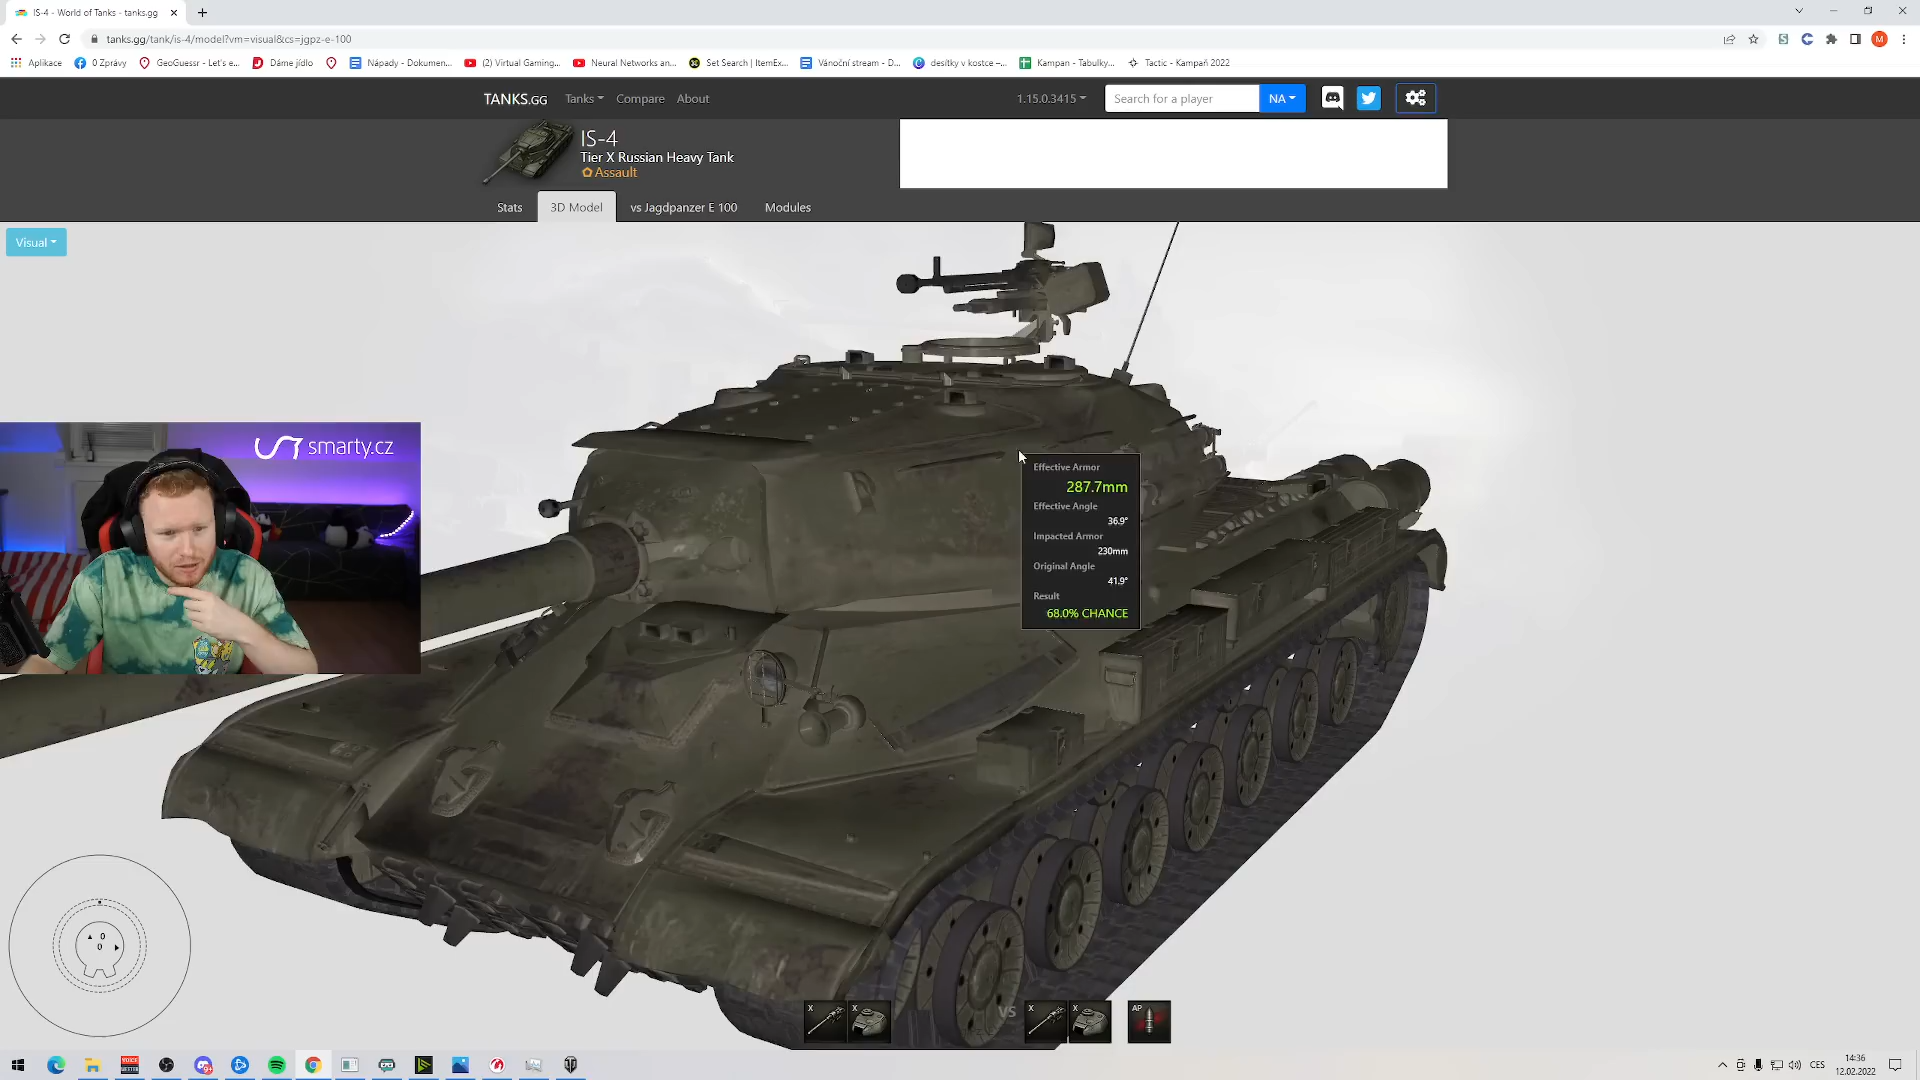 IS-4 - World of Tanks - tanks.gg
tanks.gg/tank/is-4/model?vm=visual&cs=jgpz-e-100
Aplikace
0 Zprávy
GeoGuessr - Let's e...
Dáme jídlo
Nápady - Dokumen...
(2) Virtual Gaming...
Neural Networks an...
Set Search | ItemEx...
Vánoční stream - D...
desítky v kostce –...
Kampan - Tabulky...
Tactic - Kampaň 2022
TANKS.GG
Tanks
Compare
About
1.15.0.3415
Search for a player
NA
IS-4
Tier X Russian Heavy Tank
Assault
Stats
3D Model
vs Jagdpanzer E 100
Modules
Visual
smarty.cz
Effective Armor
287.7mm
Effective Angle
36.9°
Impacted Armor
230mm
Original Angle
41.9°
Result
68.0% CHANCE
0
0
X
X
VS
X
X
AP
CES
14:36
12.02.2022